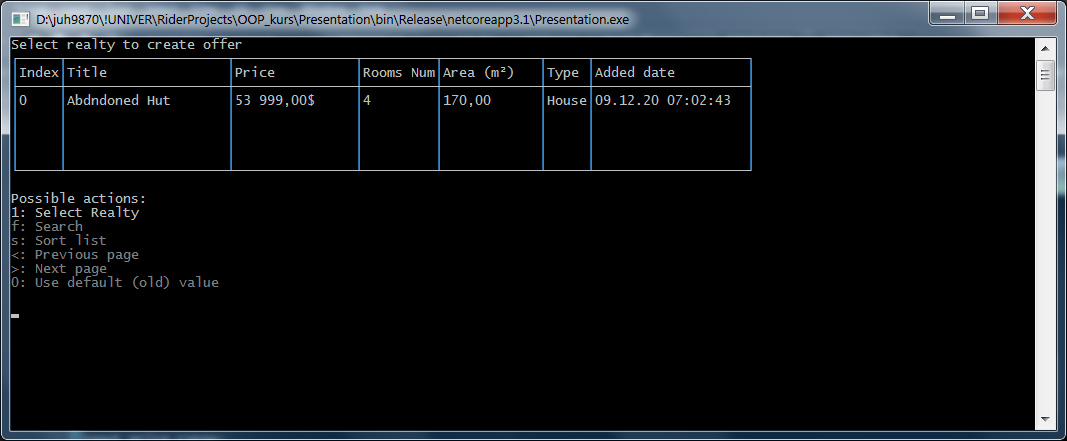 D:\juh9870\!UNIVER\RiderProjects\OOP_kurs\Presentation\bin\Release\netcoreapp3.1\Presentation.exe
Select realty to create offer
Index Title Price Rooms Num Area (m²) Type Added date
0 Abdndoned Hut 53 999,00$ 4 170,00 House 09.12.20 07:02:43
Possible actions:
1: Select Realty
f: Search
s: Sort list
<: Previous page
>: Next page
0: Use default (old) value